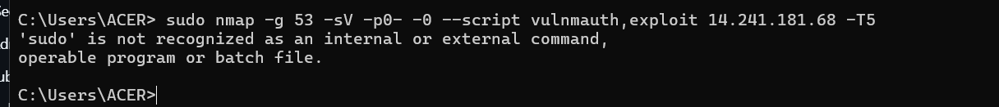 C:\Users\ACER> sudo nmap -g 53 -sV -p0- -0 --script vulnmauth,exploit 14.241.181.68 -T5
'sudo' is not recognized as an internal or external command,
operable program or batch file.
C:\Users\ACER>